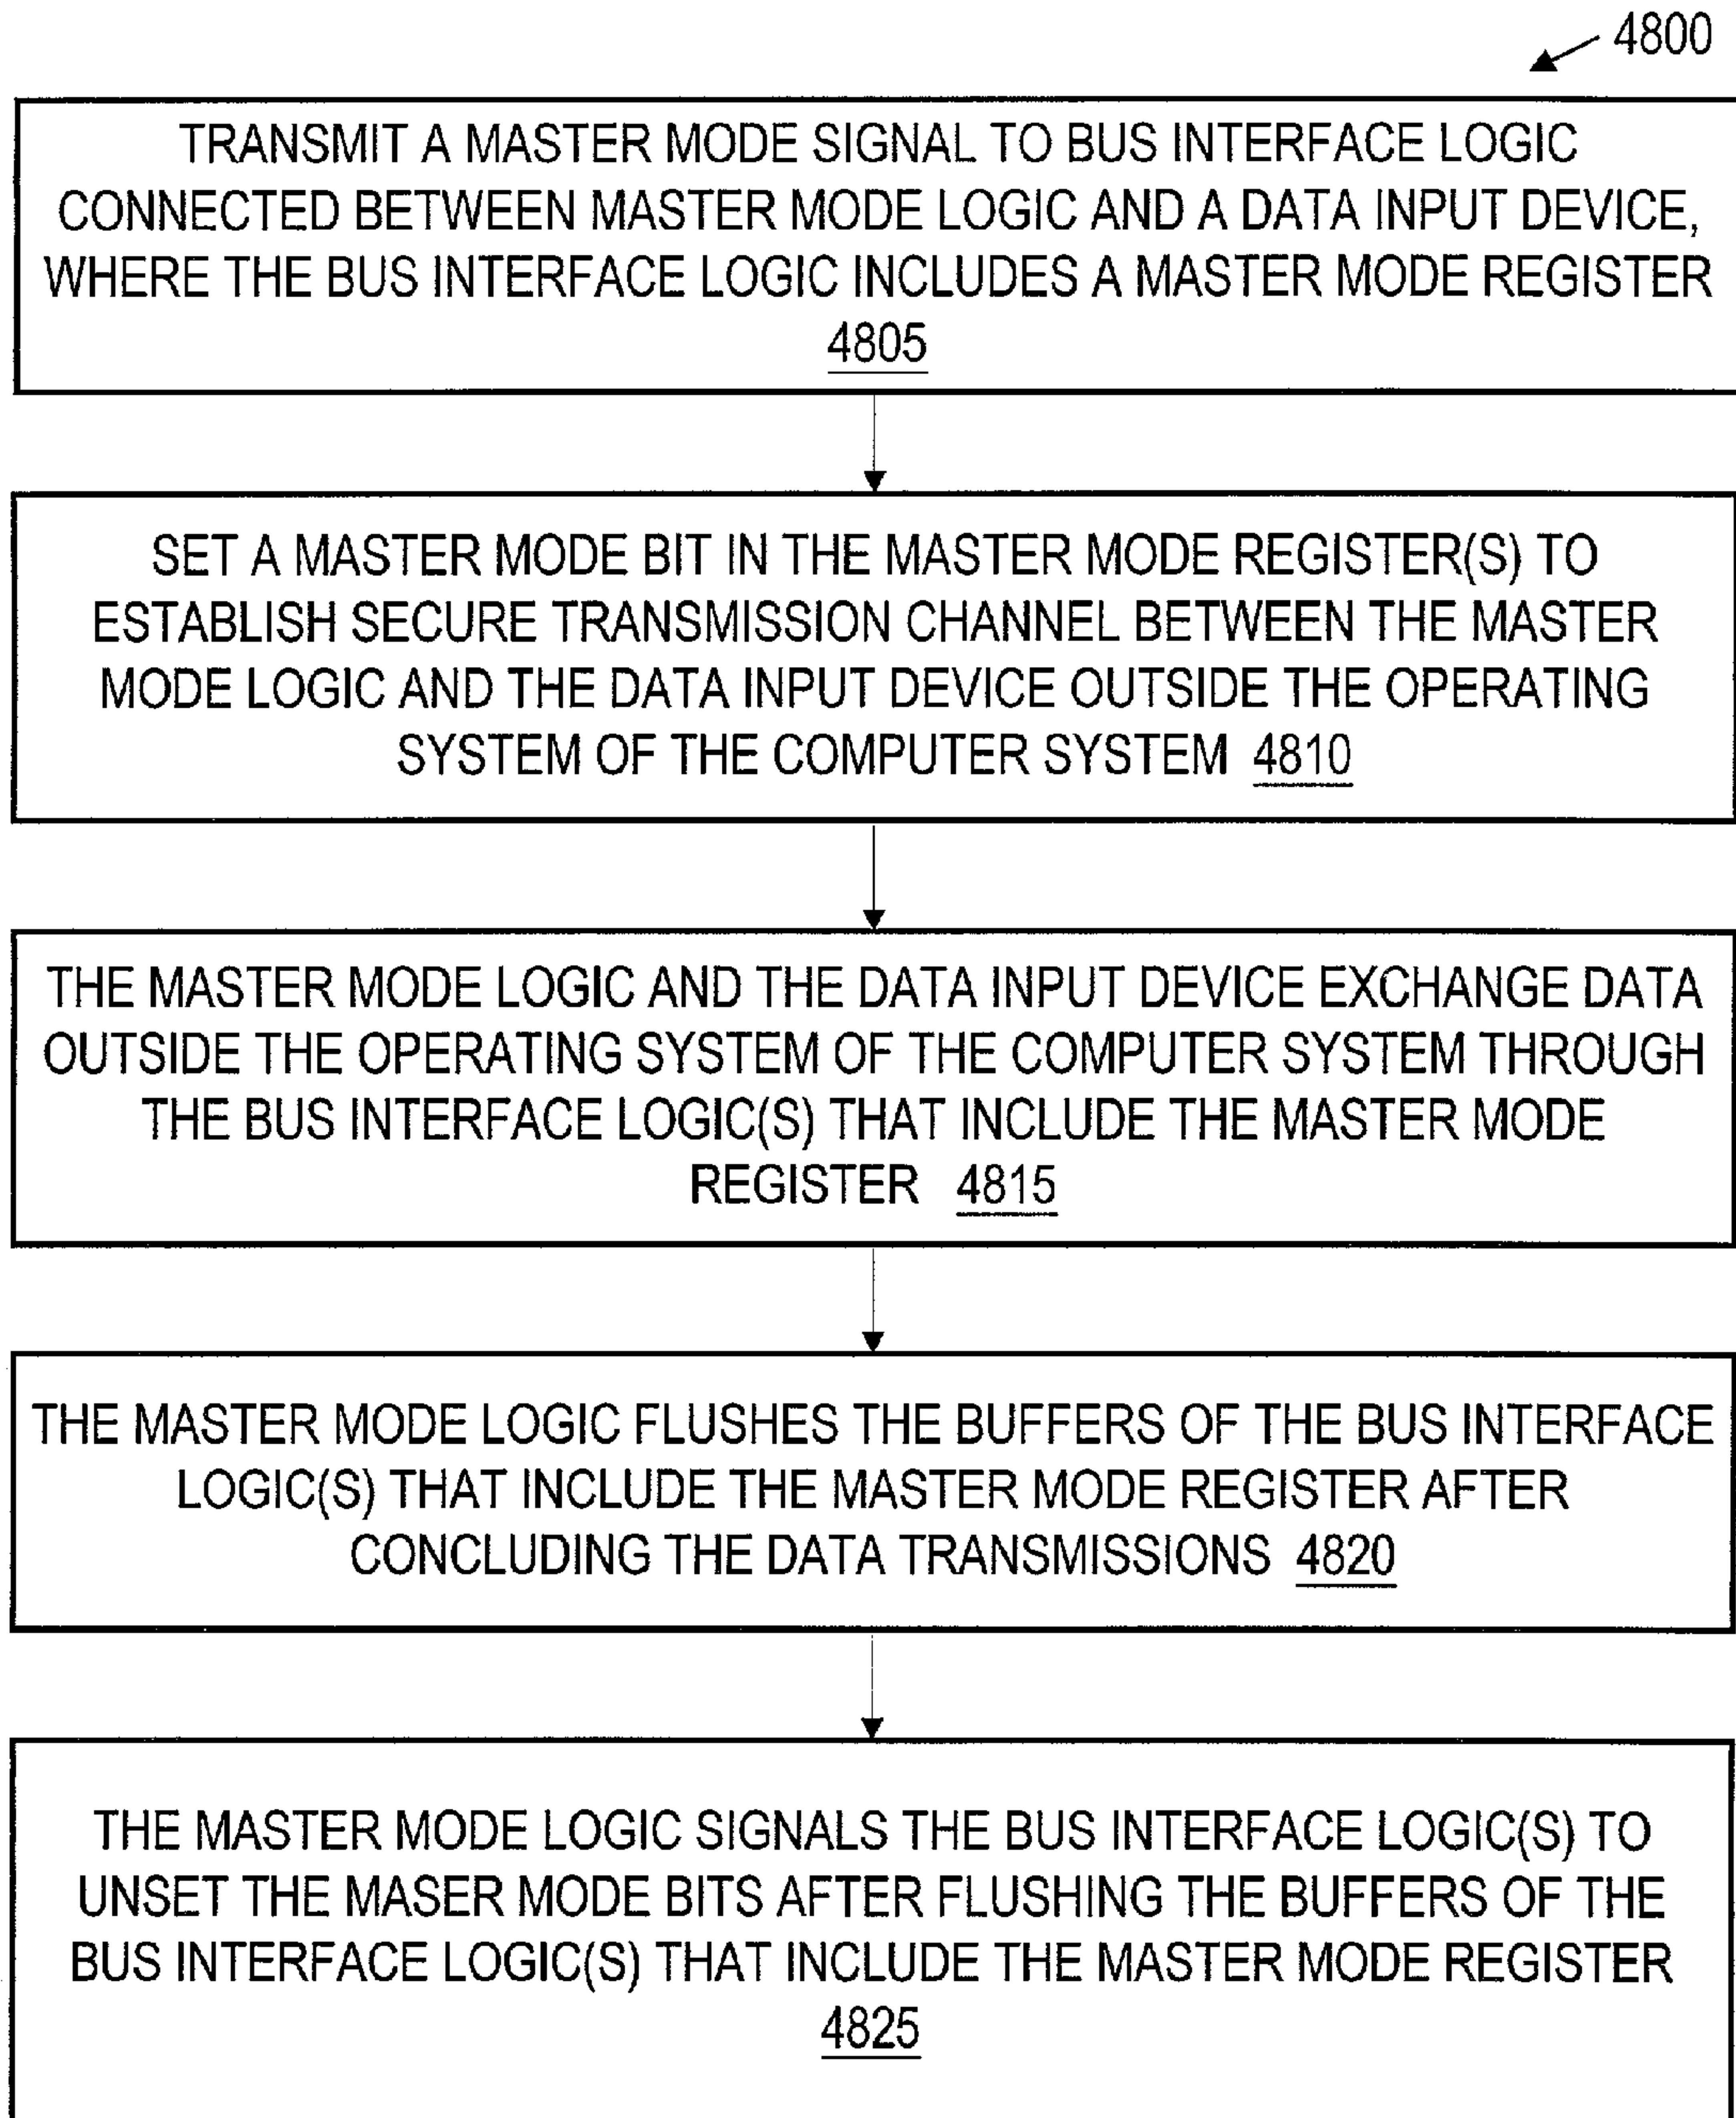 4800
TRANSMIT A MASTER MODE SIGNAL TO BUS INTERFACE LOGIC
CONNECTED BETWEEN MASTER MODE LOGIC AND A DATA INPUT DEVICE,
WHERE THE BUS INTERFACE LOGIC INCLUDES A MASTER MODE REGISTER
4805
SET A MASTER MODE BIT IN THE MASTER MODE REGISTER(S) TO
ESTABLISH SECURE TRANSMISSION CHANNEL BETWEEN THE MASTER
MODE LOGIC AND THE DATA INPUT DEVICE OUTSIDE THE OPERATING
SYSTEM OF THE COMPUTER SYSTEM 4810
THE MASTER MODE LOGIC AND THE DATA INPUT DEVICE EXCHANGE DATA
OUTSIDE THE OPERATING SYSTEM OF THE COMPUTER SYSTEM THROUGH
THE BUS INTERFACE LOGIC(S) THAT INCLUDE THE MASTER MODE
REGISTER 4815
THE MASTER MODE LOGIC FLUSHES THE BUFFERS OF THE BUS INTERFACE
LOGIC(S) THAT INCLUDE THE MASTER MODE REGISTER AFTER
CONCLUDING THE DATA TRANSMISSIONS 4820
THE MASTER MODE LOGIC SIGNALS THE BUS INTERFACE LOGIC(S) TO
UNSET THE MASER MODE BITS AFTER FLUSHING THE BUFFERS OF THE
BUS INTERFACE LOGIC(S) THAT INCLUDE THE MASTER MODE REGISTER
4825